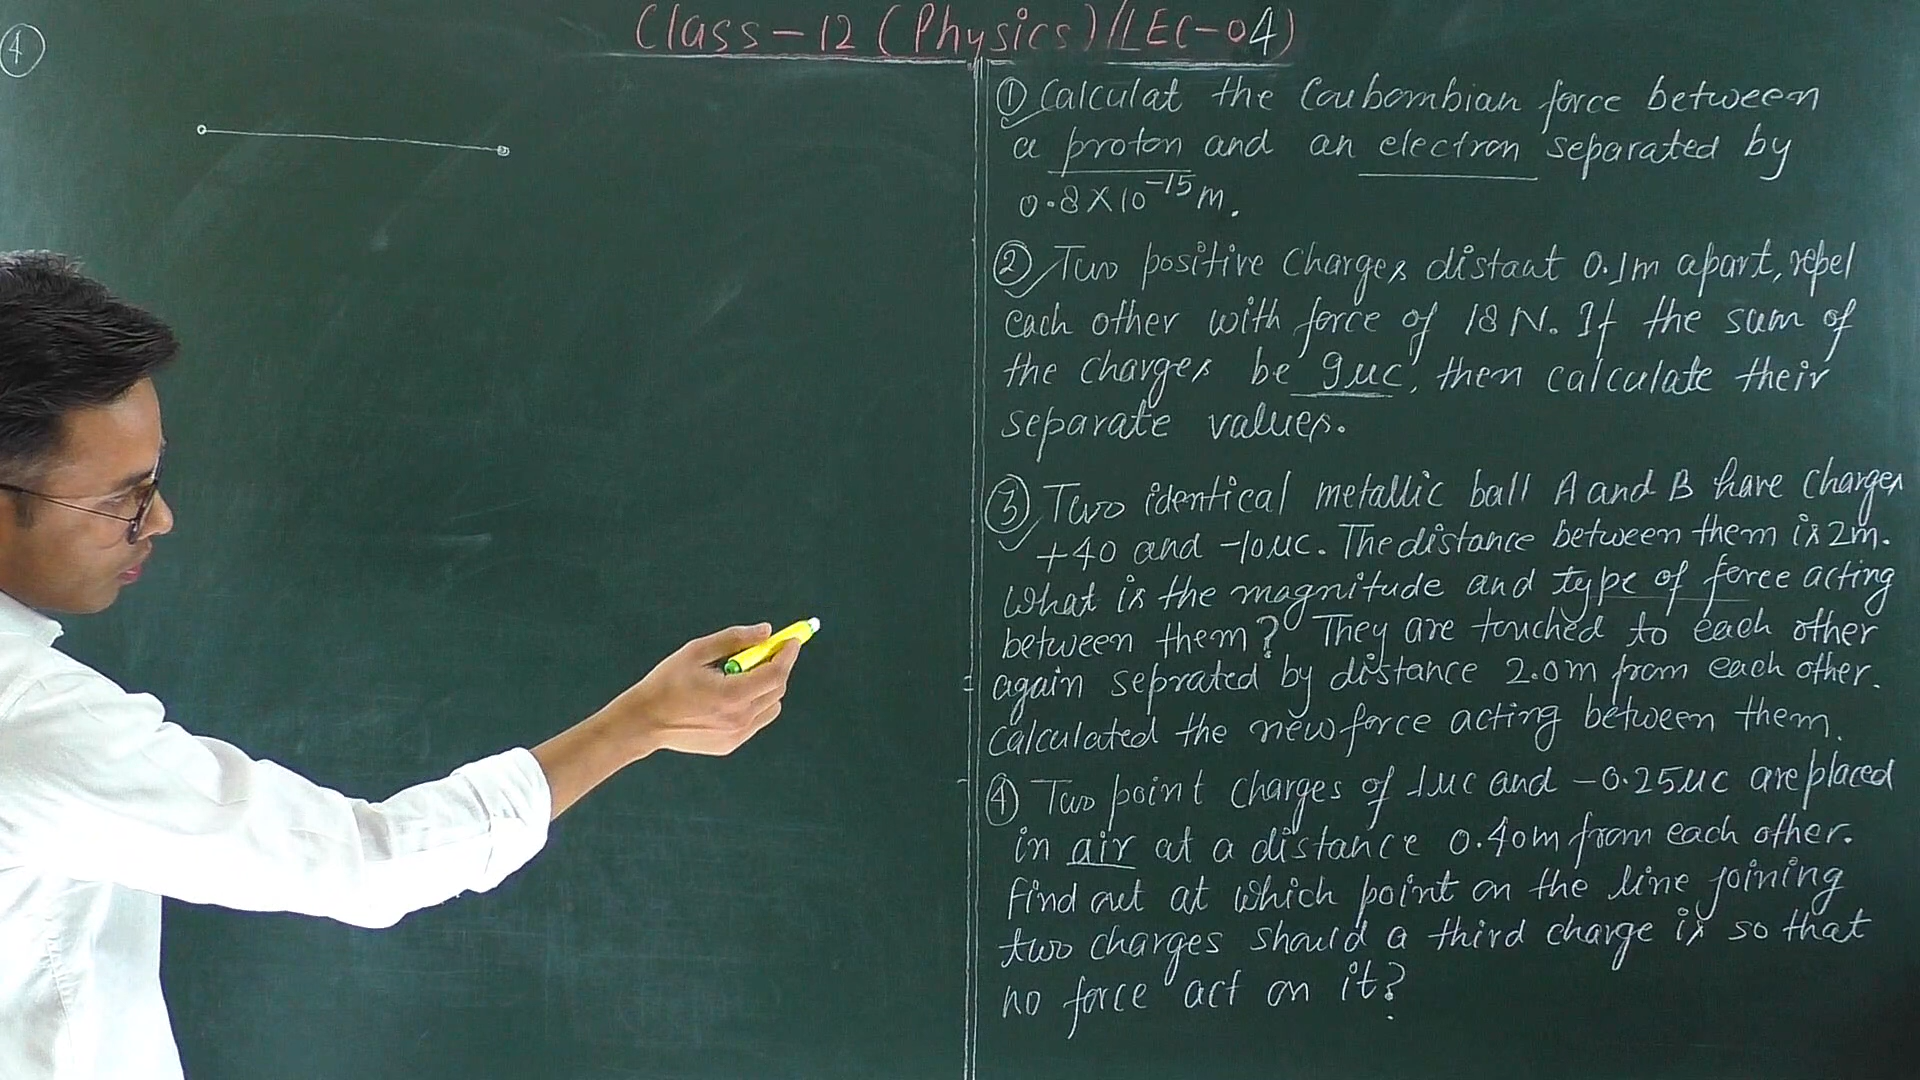 Class-12 (Physics)/LEC-04)
④
① Calculat the Coubombian force between
a proton and an electron separated by
0.8×10⁻¹⁵m.
② Two positive charges distant 0.1m apart, repel
each other with force of 18 N. If the sum of
the charges be 9μc, then calculate their
separate values.
③ Two identical metallic ball A and B have charges
+40 and -10μc. The distance between them is 2m.
What is the magnitude and type of force acting
between them? They are touched to each other
again seprated by distance 2.0m from each other.
calculated the new force acting between them.
④ Two point charges of 1μc and -0.25μc are placed
in air at a distance 0.40m from each other.
Find out at which point on the line joining
two charges should a third charge is so that
no force act on it?